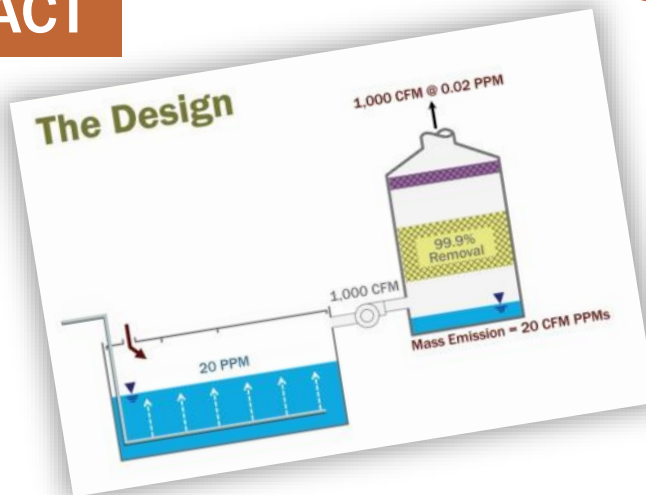 ACT
The Design
1,000 CFM @ 0.02 PPM
99.9%
Removal
1,000 CFM
20 PPM
Mass Emission = 20 CFM PPMs